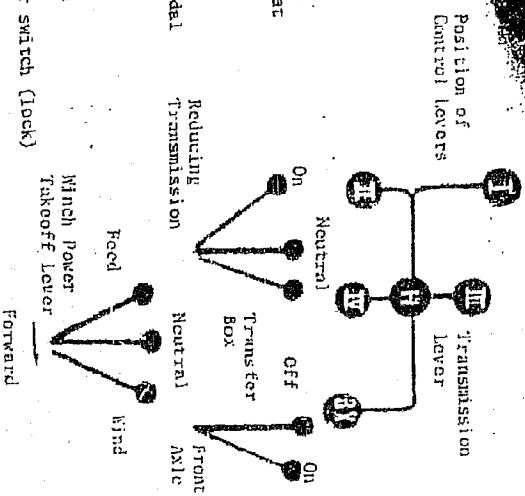 Position of
Control Levers
Transmission
Lever
III
On
Neutral
Off
On
Transfer
Box
Reducing
Transmission
Front
Axle
Neutral
Feed
Wind
Winch Power
Takeoff Lever
Forward
at
dal
switch (lock)